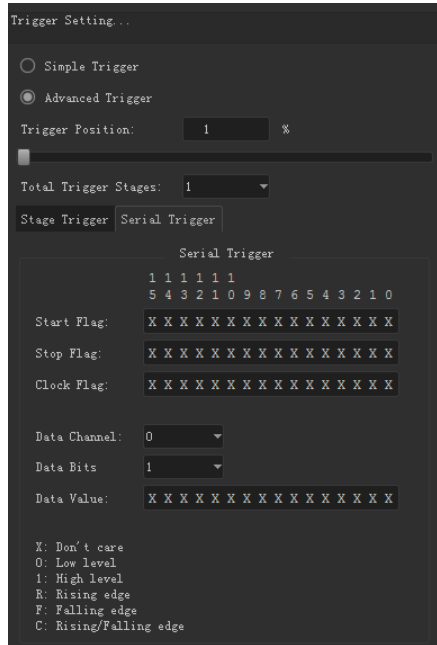 Trigger Setting...
Simple Trigger
Advanced Trigger
Trigger Position: 1 %
Total Trigger Stages: 1
Stage Trigger Serial Trigger
Serial Trigger
1 1 1 1 1 1
5 4 3 2 1 0 9 8 7 6 5 4 3 2 1 0
Start Flag: X X X X X X X X X X X X X X X X
Stop Flag: X X X X X X X X X X X X X X X X
Clock Flag: X X X X X X X X X X X X X X X X
Data Channel: 0
Data Bits 1
Data Value: X X X X X X X X X X X X X X X X
X: Don't care
0: Low level
1: High level
R: Rising edge
F: Falling edge
C: Rising/Falling edge